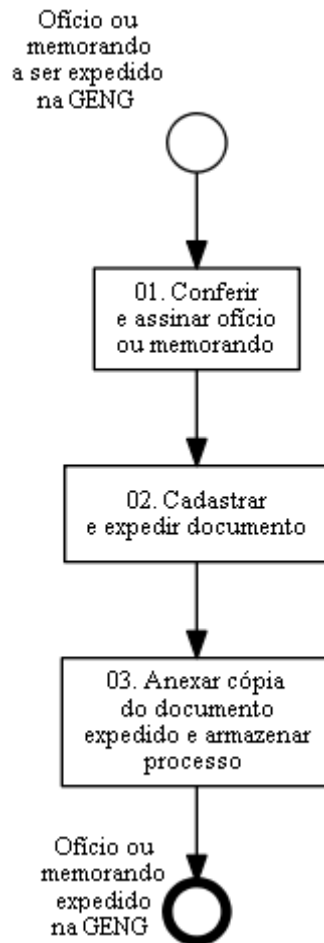 Ofício ou
memorando
a ser expedido
na GENG
01. Conferir
e assinar ofício
ou memorando
02. Cadastrar
e expedir documento
03. Anexar cópia
do documento
expedido e armazenar
processo
Ofício ou
memorando
expedido
na GENG